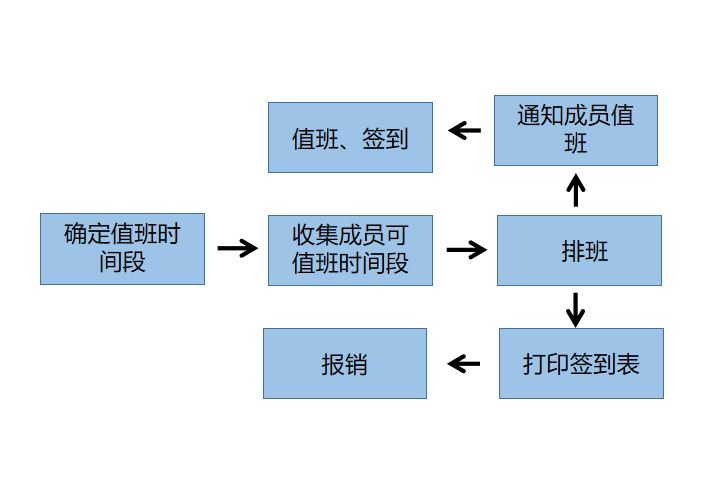 通知成员值
班
值班、签到
确定值班时
间段
收集成员可
值班时间段
排班
报销
打印签到表